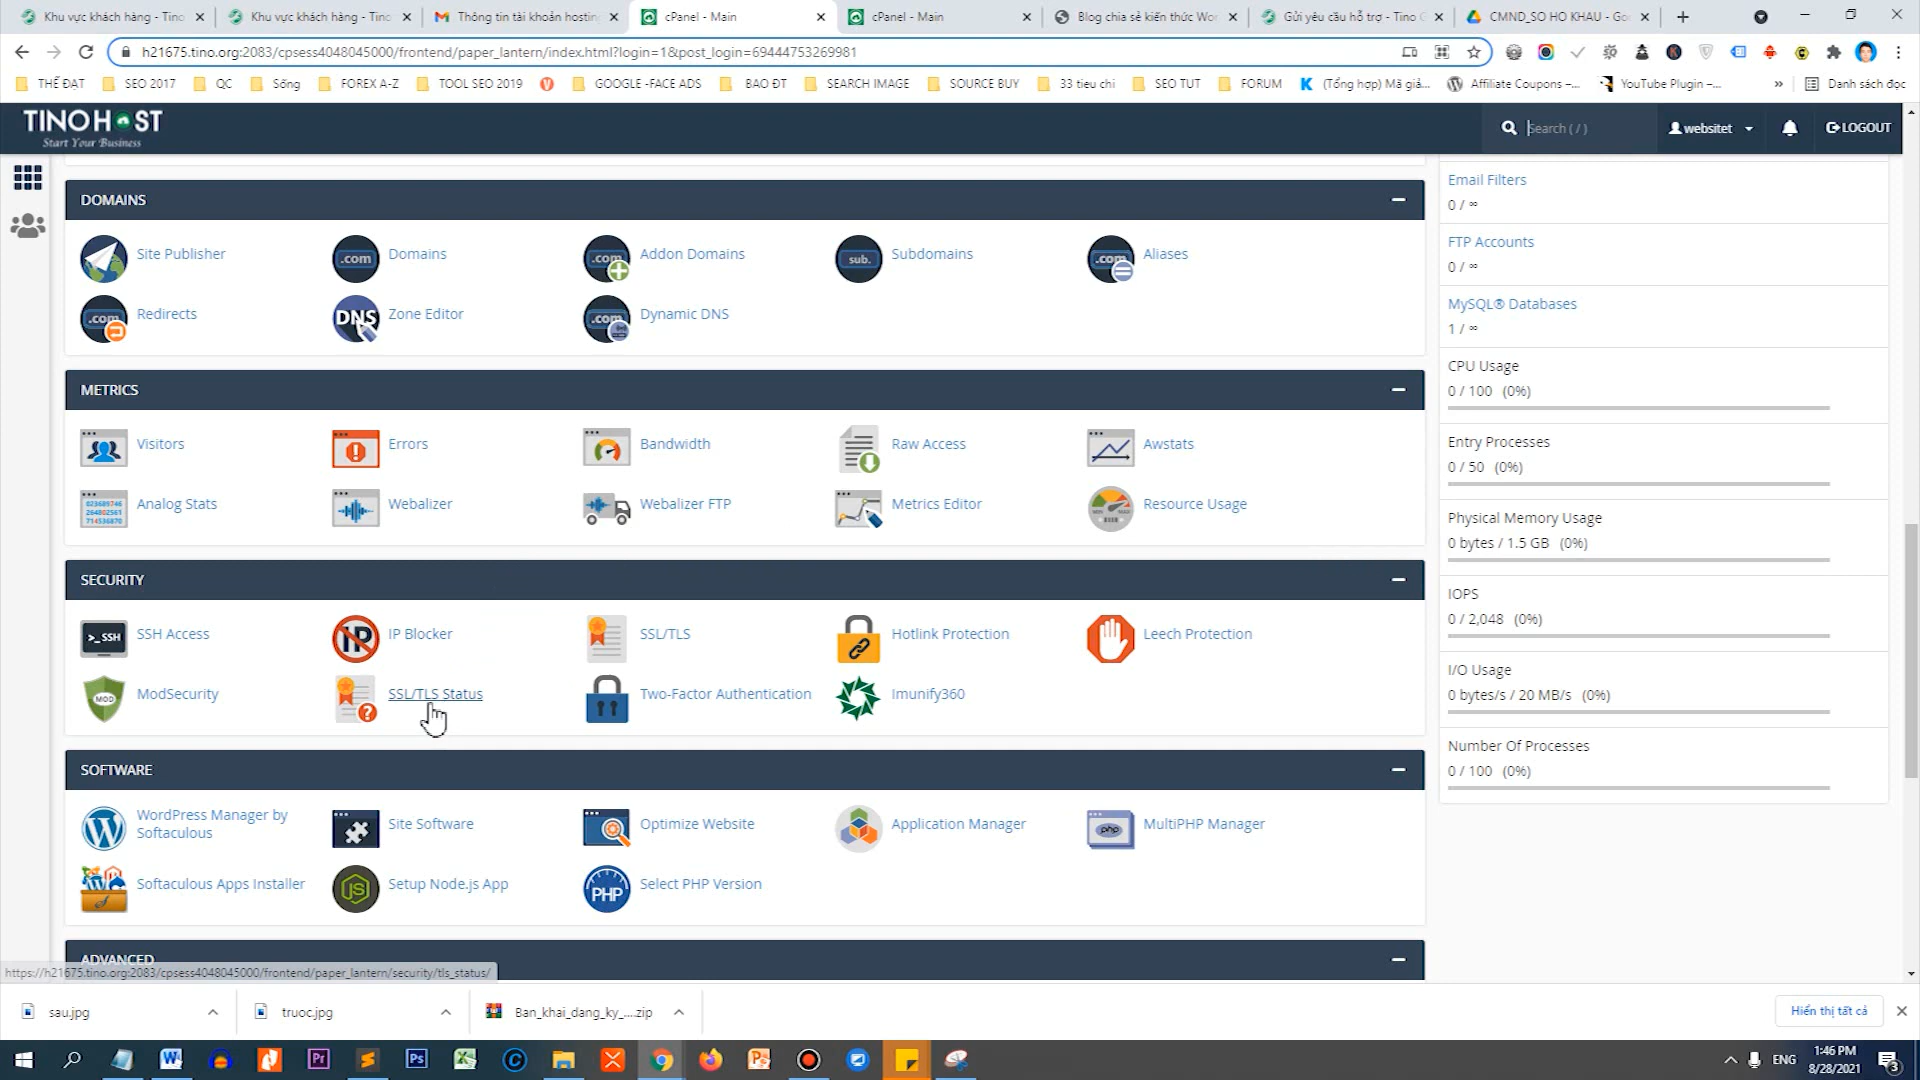 Khu vực khách hàng - Tino
Khu vực khách hàng - Tino
Thông tin tài khoản hosting
cPanel - Main
cPanel - Main
Blog chia sẻ kiến thức Wor
Gửi yêu cầu hỗ trợ - Tino G
CMND_SO HO KHAU - Go
h21675.tino.org:2083/cpsess4048045000/frontend/paper_lantern/index.html?login=1&post_login=69444753269981
THẾ ĐẠT
SEO 2017
QC
Sống
FOREX A-Z
TOOL SEO 2019
GOOGLE -FACE ADS
BAO ĐT
SEARCH IMAGE
SOURCE BUY
33 tieu chi
SEO TUT
FORUM
(Tổng hợp) Mã giả...
Affiliate Coupons –...
YouTube Plugin –...
»
Danh sách đọc
TINOHOST
Start Your Business
Search ( / )
websitet
LOGOUT
DOMAINS
Site Publisher
Domains
Addon Domains
Subdomains
Aliases
Redirects
Zone Editor
Dynamic DNS
METRICS
Visitors
Errors
Bandwidth
Raw Access
Awstats
Analog Stats
Webalizer
Webalizer FTP
Metrics Editor
Resource Usage
SECURITY
SSH Access
IP Blocker
SSL/TLS
Hotlink Protection
Leech Protection
ModSecurity
SSL/TLS Status
Two-Factor Authentication
Imunify360
SOFTWARE
WordPress Manager by
Softaculous
Site Software
Optimize Website
Application Manager
MultiPHP Manager
Softaculous Apps Installer
Setup Node.js App
Select PHP Version
ADVANCED
Email Filters
0 / ∞
FTP Accounts
0 / ∞
MySQL® Databases
1 / ∞
CPU Usage
0 / 100 (0%)
Entry Processes
0 / 50 (0%)
Physical Memory Usage
0 bytes / 1.5 GB (0%)
IOPS
0 / 2,048 (0%)
I/O Usage
0 bytes/s / 20 MB/s (0%)
Number Of Processes
0 / 100 (0%)
https://h21675.tino.org:2083/cpsess4048045000/frontend/paper_lantern/security/tls_status/
sau.jpg
truoc.jpg
Ban_khai_dang_ky_....zip
Hiển thị tất cả
ENG
1:46 PM
8/28/2021
3